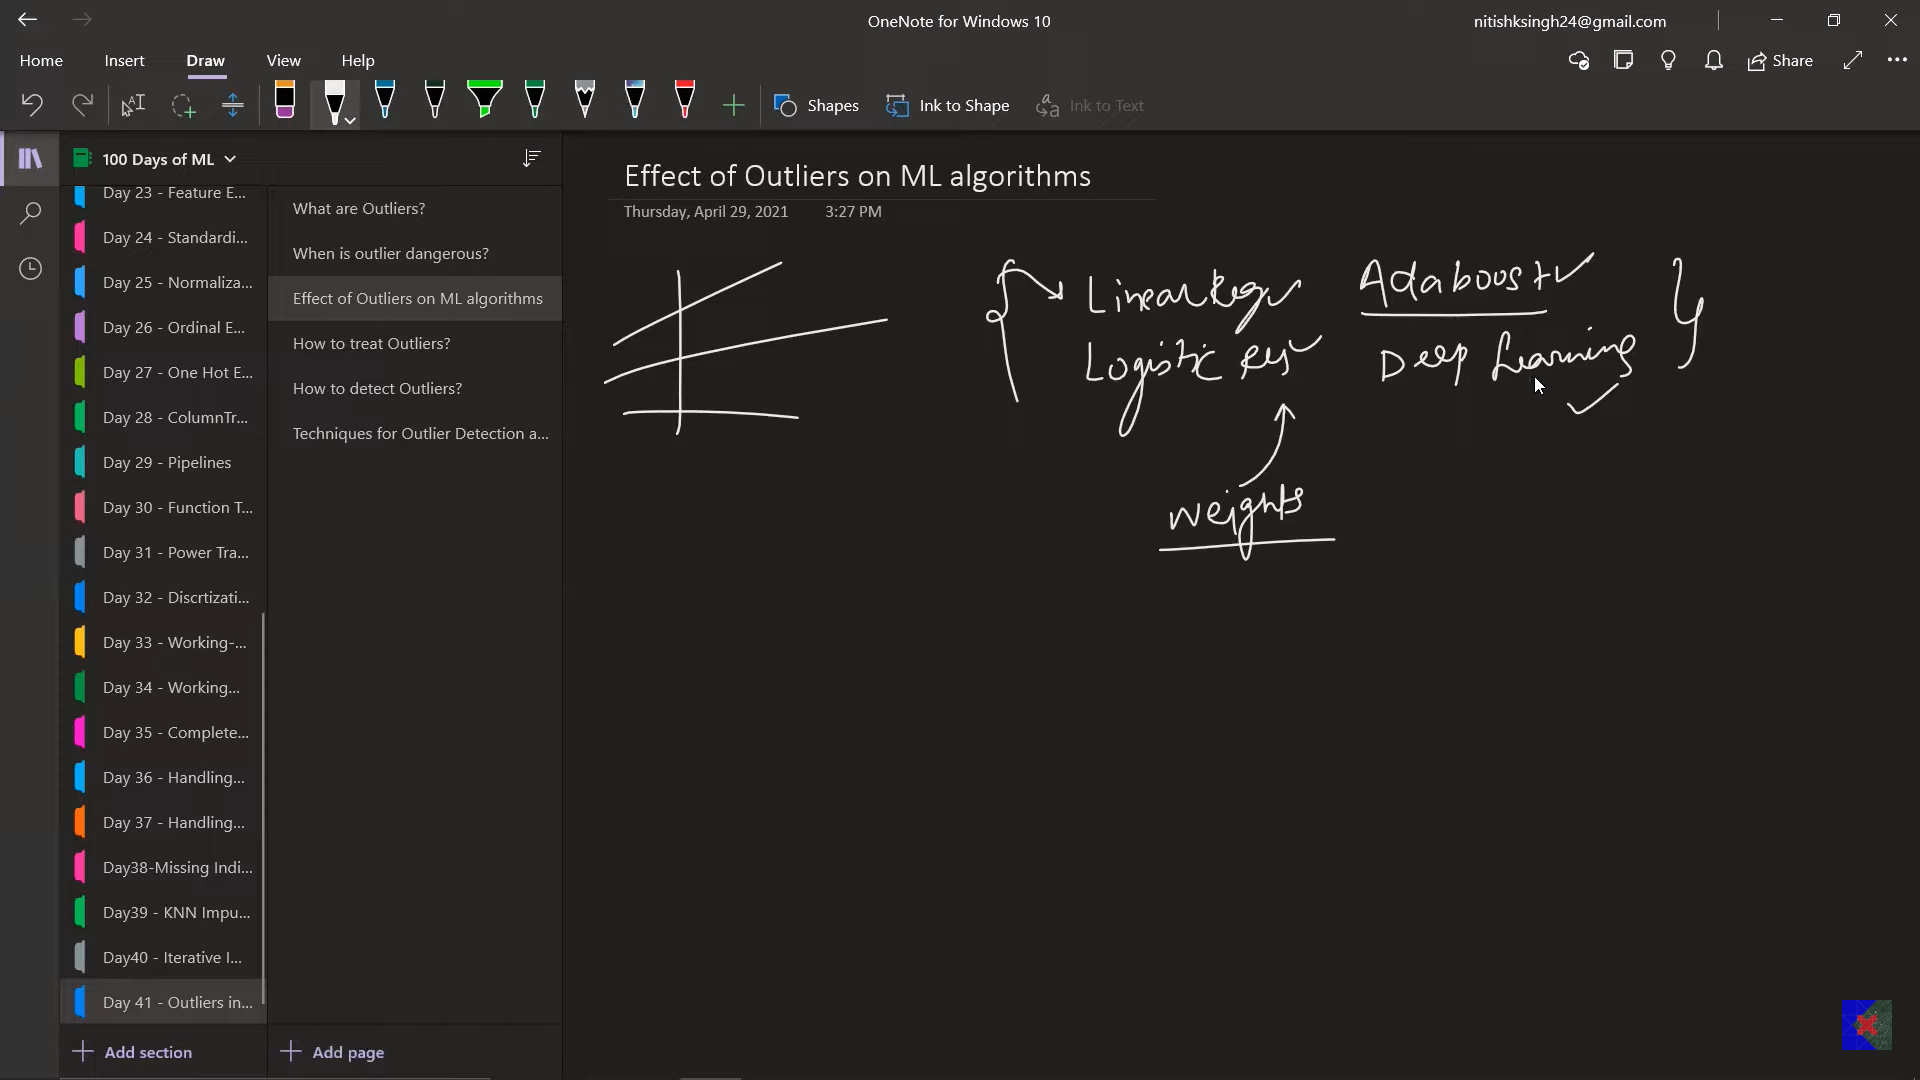 OneNote for Windows 10
nitishksingh24@gmail.com
Home
Insert
Draw
View
Help
Share
Shapes
Ink to Shape
Ink to Text
100 Days of ML
Day 23 - Feature E...
Day 24 - Standardi...
Day 25 - Normaliza...
Day 26 - Ordinal E...
Day 27 - One Hot E...
Day 28 - ColumnTr...
Day 29 - Pipelines
Day 30 - Function T...
Day 31 - Power Tra...
Day 32 - Discrtizati...
Day 33 - Working-...
Day 34 - Working...
Day 35 - Complete...
Day 36 - Handling...
Day 37 - Handling...
Day38-Missing Indi...
Day39 - KNN Impu...
Day40 - Iterative I...
Day 41 - Outliers in...
Add section
What are Outliers?
When is outlier dangerous?
Effect of Outliers on ML algorithms
How to treat Outliers?
How to detect Outliers?
Techniques for Outlier Detection a...
Add page
Effect of Outliers on ML algorithms
Thursday, April 29, 2021 3:27 PM
Linear Reg
Adaboost
Logistic Reg
Deep Learning
Weights